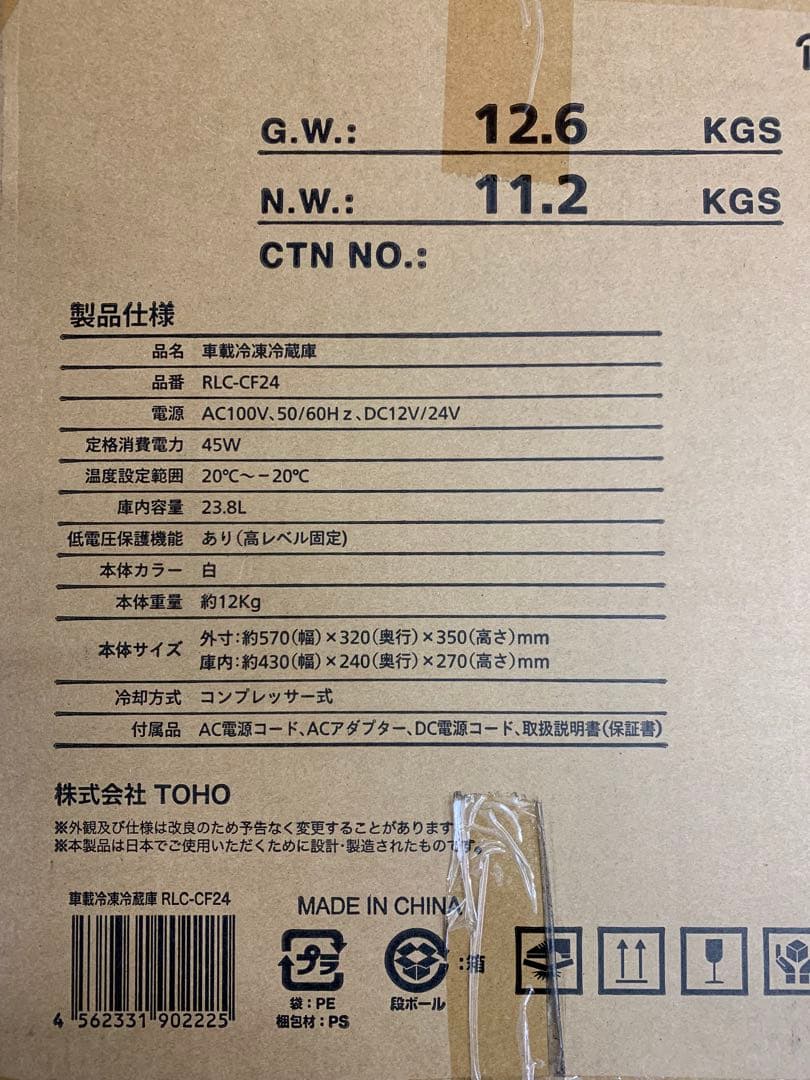 G.W.: 12.6 KGS
N.W.: 11.2 KGS
CTN NO.:
製品仕様
品名 車載冷凍冷蔵庫
品番 RLC-CF24
電源 AC100V、50/60Hz、DC12V/24V
定格消費電力 45W
温度設定範囲 20℃～－20℃
庫内容量 23.8L
低電圧保護機能 あり（高レベル固定)
本体カラー 白
本体重量 約12Kg
本体サイズ 外寸：約570（幅）×320（奥行）×350（高さ）mm
庫内：約430（幅）×240（奥行）×270（高さ）mm
冷却方式 コンプレッサー式
付属品 AC電源コード、ACアダプター、DC電源コード、取扱説明書（保証書）
株式会社 TOHO
※外観及び仕様は改良のため予告なく変更することがあります
※本製品は日本でご使用いただくために設計・製造されたものです。
車載冷凍冷蔵庫 RLC-CF24
MADE IN CHINA
プラ
：箱
袋：PE
梱包材：PS
段ボール
4 562331 902225